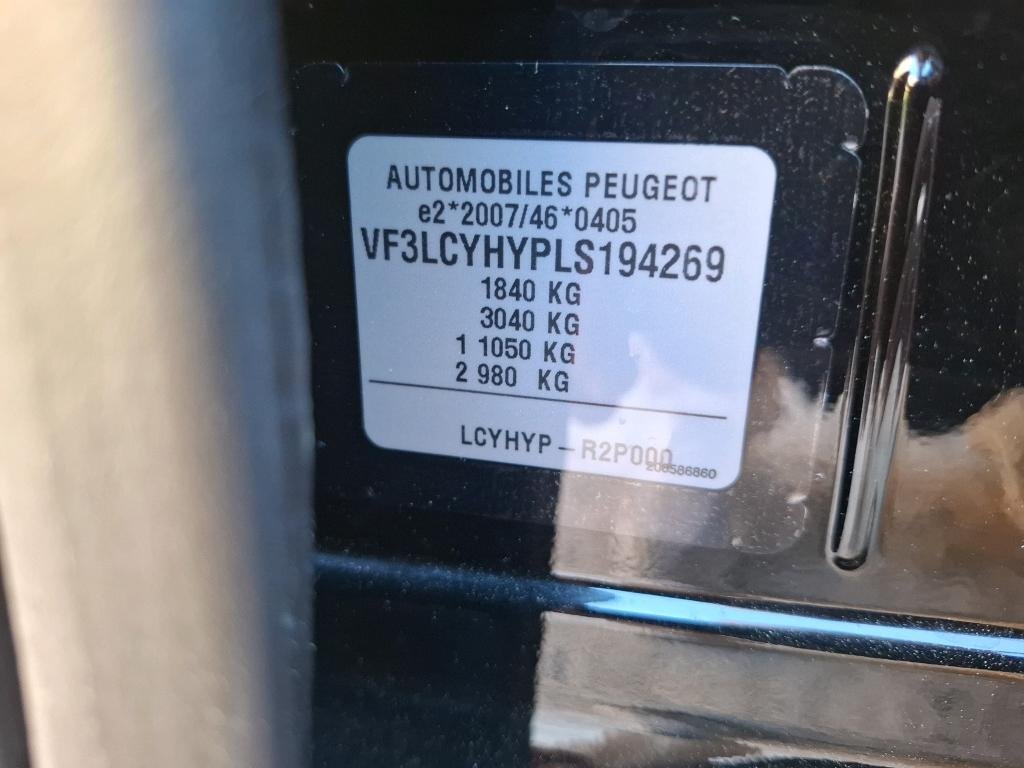 AUTOMOBILES PEUGEOT
e2*2007/46*0405
VF3LCYHYPLS194269
1840 KG
3040 KG
1 1050 KG
2 980 KG
LCYHYP - R2P000
208586860